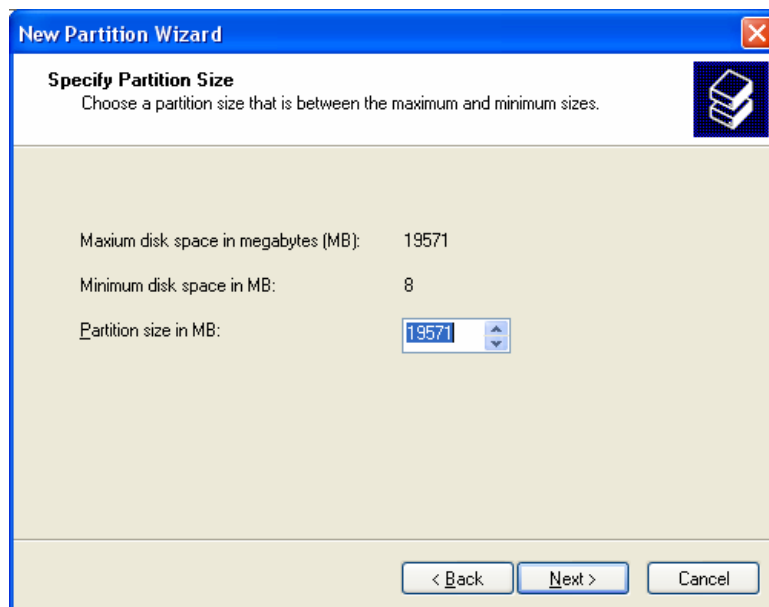 New Partition Wizard
Specify Partition Size
Choose a partition size that is between the maximum and minimum sizes.
Maxium disk space in megabytes (MB): 19571
Minimum disk space in MB: 8
Partition size in MB: 19571
< Back Next > Cancel